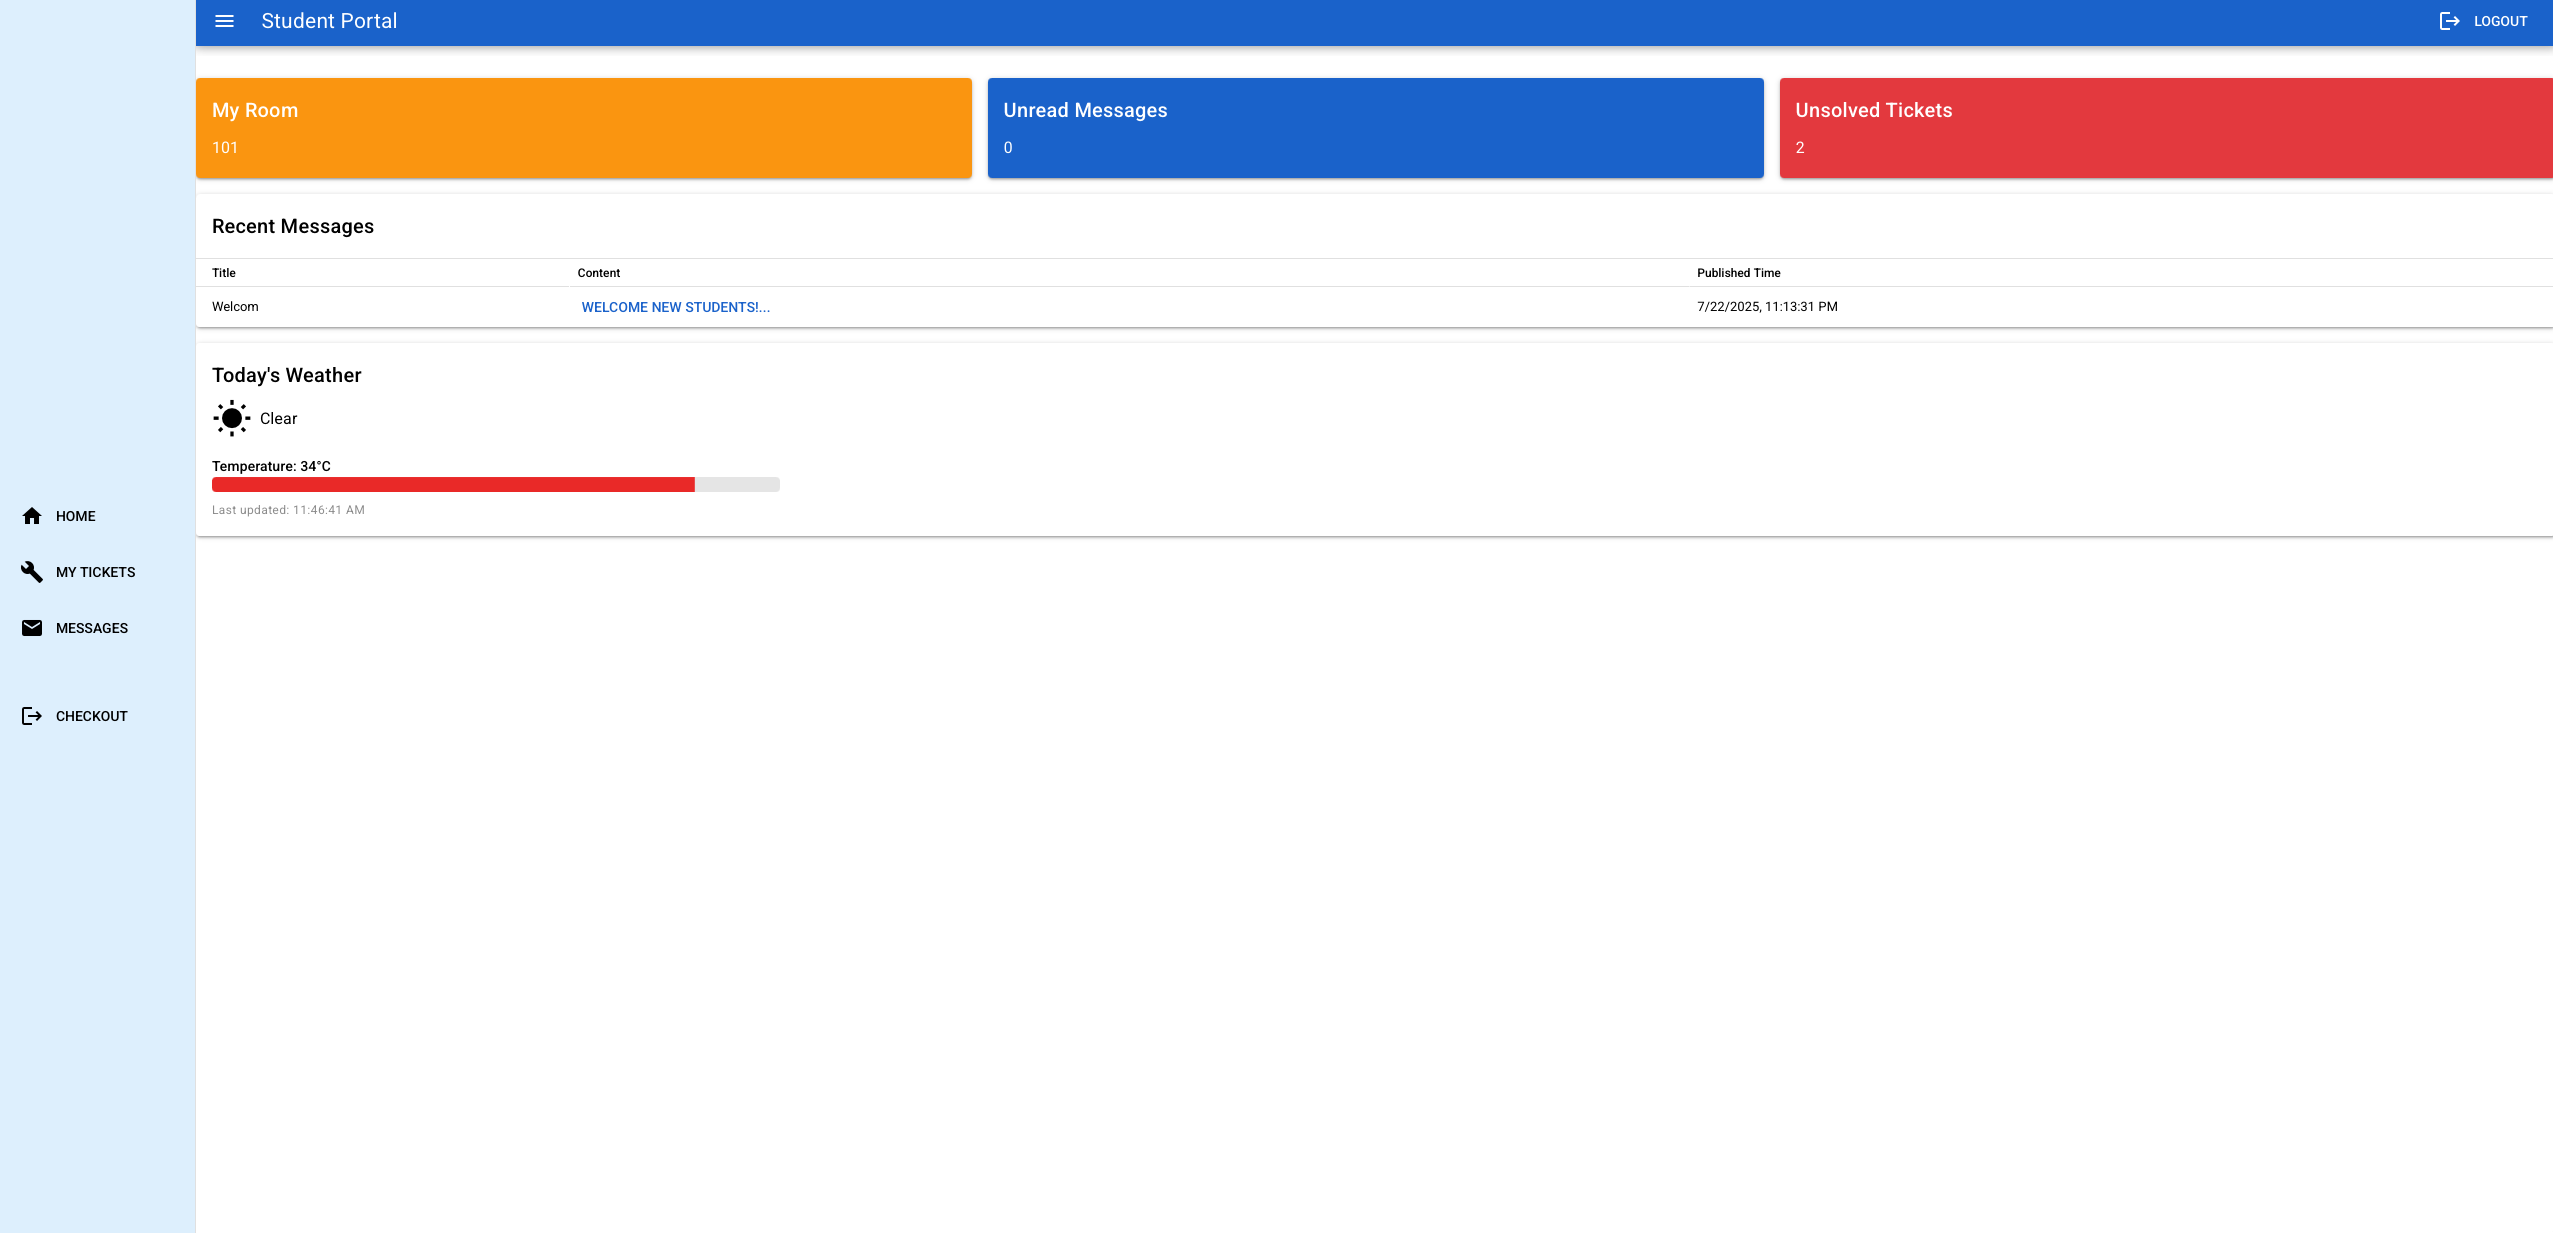 Student Portal
LOGOUT
My Room
101
Unread Messages
0
Unsolved Tickets
2
Recent Messages
Title Content Published Time
Welcom WELCOME NEW STUDENTS!... 7/22/2025, 11:13:31 PM
Today's Weather
Clear
Temperature: 34°C
Last updated: 11:46:41 AM
HOME
MY TICKETS
MESSAGES
CHECKOUT